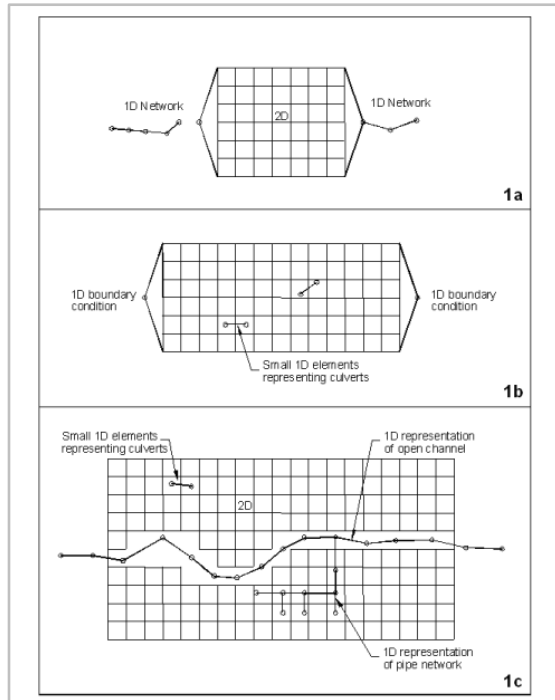 1D Network
1D Network
2D
1a
1D boundary
condition
1D boundary
condition
Small 1D elements
representing culverts
1b
Small 1D elements
representing culverts
1D representation
of open channel
2D
1D representation
of pipe network
1c